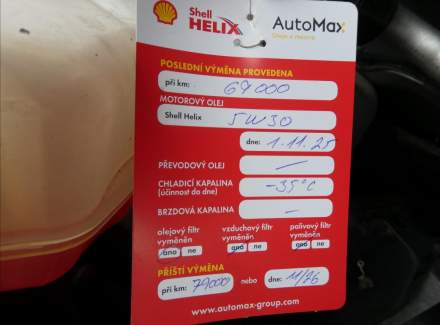 Shell
HELIX
AutoMax
POSLEDNÍ VÝMĚNA PROVEDENA
při km: 67000
MOTOROVÝ OLEJ
Shell Helix 5W30
dne: 1.11.25
PŘEVODOVÝ OLEJ —
CHLADICÍ KAPALINA
(účinnost do dne) -35°C
BRZDOVÁ KAPALINA —
olejový filtr vyměněn vzduchový filtr vyměněn palivový filtr vyměněn
ano ne ano ne ano ne
PŘÍŠTÍ VÝMĚNA
při km: 79000 nebo dne: 11/26
www.automax-group.com